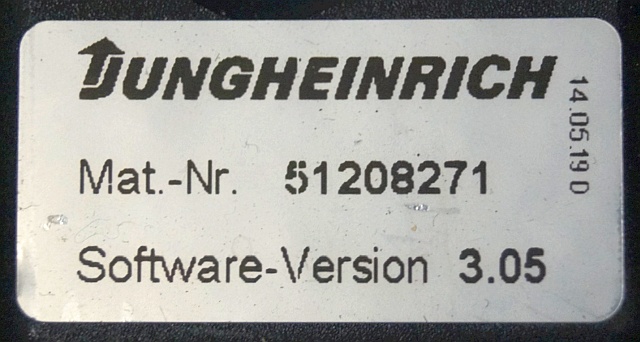 JUNGHEINRICH
14.05.19 D
Mat.-Nr. 51208271
Software-Version 3.05